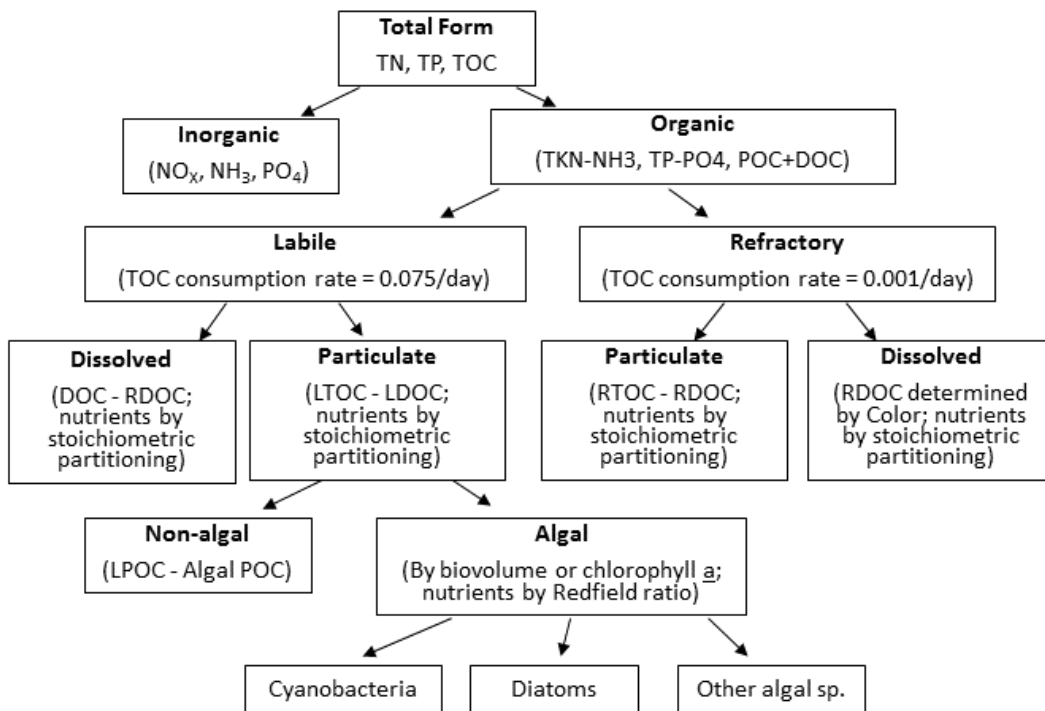 Total Form
TN, TP, TOC
Inorganic
(NOX, NH3, PO4)
Organic
(TKN-NH3, TP-PO4, POC+DOC)
Labile
(TOC consumption rate = 0.075/day)
Refractory
(TOC consumption rate = 0.001/day)
Dissolved
(DOC - RDOC;
nutrients by
stoichiometric
partitioning)
Particulate
(LTOC - LDOC;
nutrients by
stoichiometric
partitioning)
Particulate
(RTOC - RDOC;
nutrients by
stoichiometric
partitioning)
Dissolved
(RDOC determined
by Color; nutrients
by stoichiometric
partitioning)
Non-algal
(LPOC - Algal POC)
Algal
(By biovolume or chlorophyll a;
nutrients by Redfield ratio)
Cyanobacteria
Diatoms
Other algal sp.